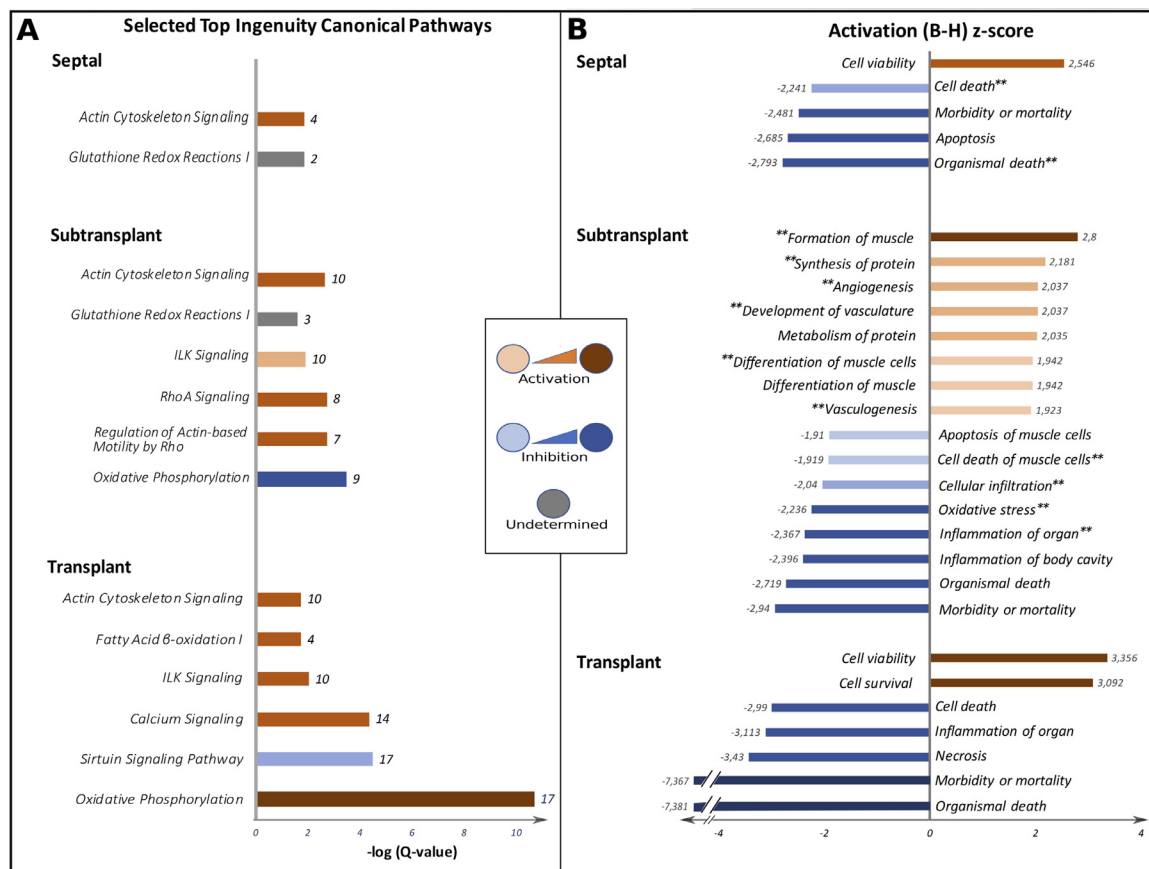 A
Selected Top Ingenuity Canonical Pathways
Septal
Actin Cytoskeleton Signaling 4
Glutathione Redox Reactions I 2
Subtransplant
Actin Cytoskeleton Signaling 10
Glutathione Redox Reactions I 3
ILK Signaling 10
RhoA Signaling 8
Regulation of Actin-based
Motility by Rho 7
Oxidative Phosphorylation 9
Transplant
Actin Cytoskeleton Signaling 10
Fatty Acid β-oxidation I 4
ILK Signaling 10
Calcium Signaling 14
Sirtuin Signaling Pathway 17
Oxidative Phosphorylation 17
0 2 4 6 8 10
-log (Q-value)
Activation
Inhibition
Undetermined
B
Activation (B-H) z-score
Septal
Cell viability 2,546
-2,241 Cell death**
-2,481 Morbidity or mortality
-2,685 Apoptosis
-2,793 Organismal death**
Subtransplant
**Formation of muscle 2,8
**Synthesis of protein 2,181
**Angiogenesis 2,037
**Development of vasculature 2,037
Metabolism of protein 2,035
**Differentiation of muscle cells 1,942
Differentiation of muscle 1,942
**Vasculogenesis 1,923
-1,91 Apoptosis of muscle cells
-1,919 Cell death of muscle cells**
-2,04 Cellular infiltration**
-2,236 Oxidative stress**
-2,367 Inflammation of organ**
-2,396 Inflammation of body cavity
-2,719 Organismal death
-2,94 Morbidity or mortality
Transplant
Cell viability 3,356
Cell survival 3,092
-2,99 Cell death
-3,113 Inflammation of organ
-3,43 Necrosis
-7,367 Morbidity or mortality
-7,381 Organismal death
-4 -2 0 2 4